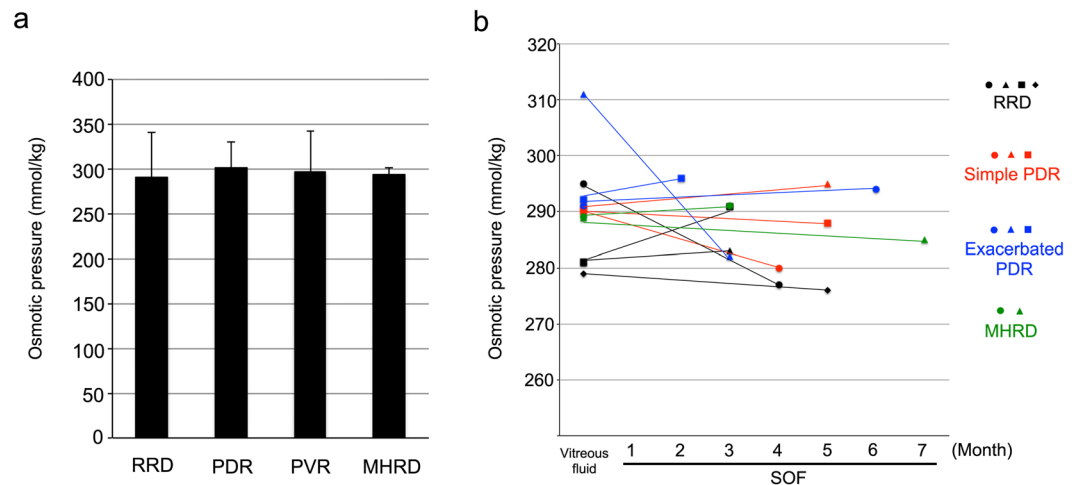 a
Osmotic pressure (mmol/kg)
400
350
300
250
200
150
100
50
0
RRD PDR PVR MHRD
b
Osmotic pressure (mmol/kg)
320
310
300
290
280
270
260
Vitreous
fluid
1 2 3 4 5 6 7 (Month)
SOF
RRD
Simple PDR
Exacerbated
PDR
MHRD